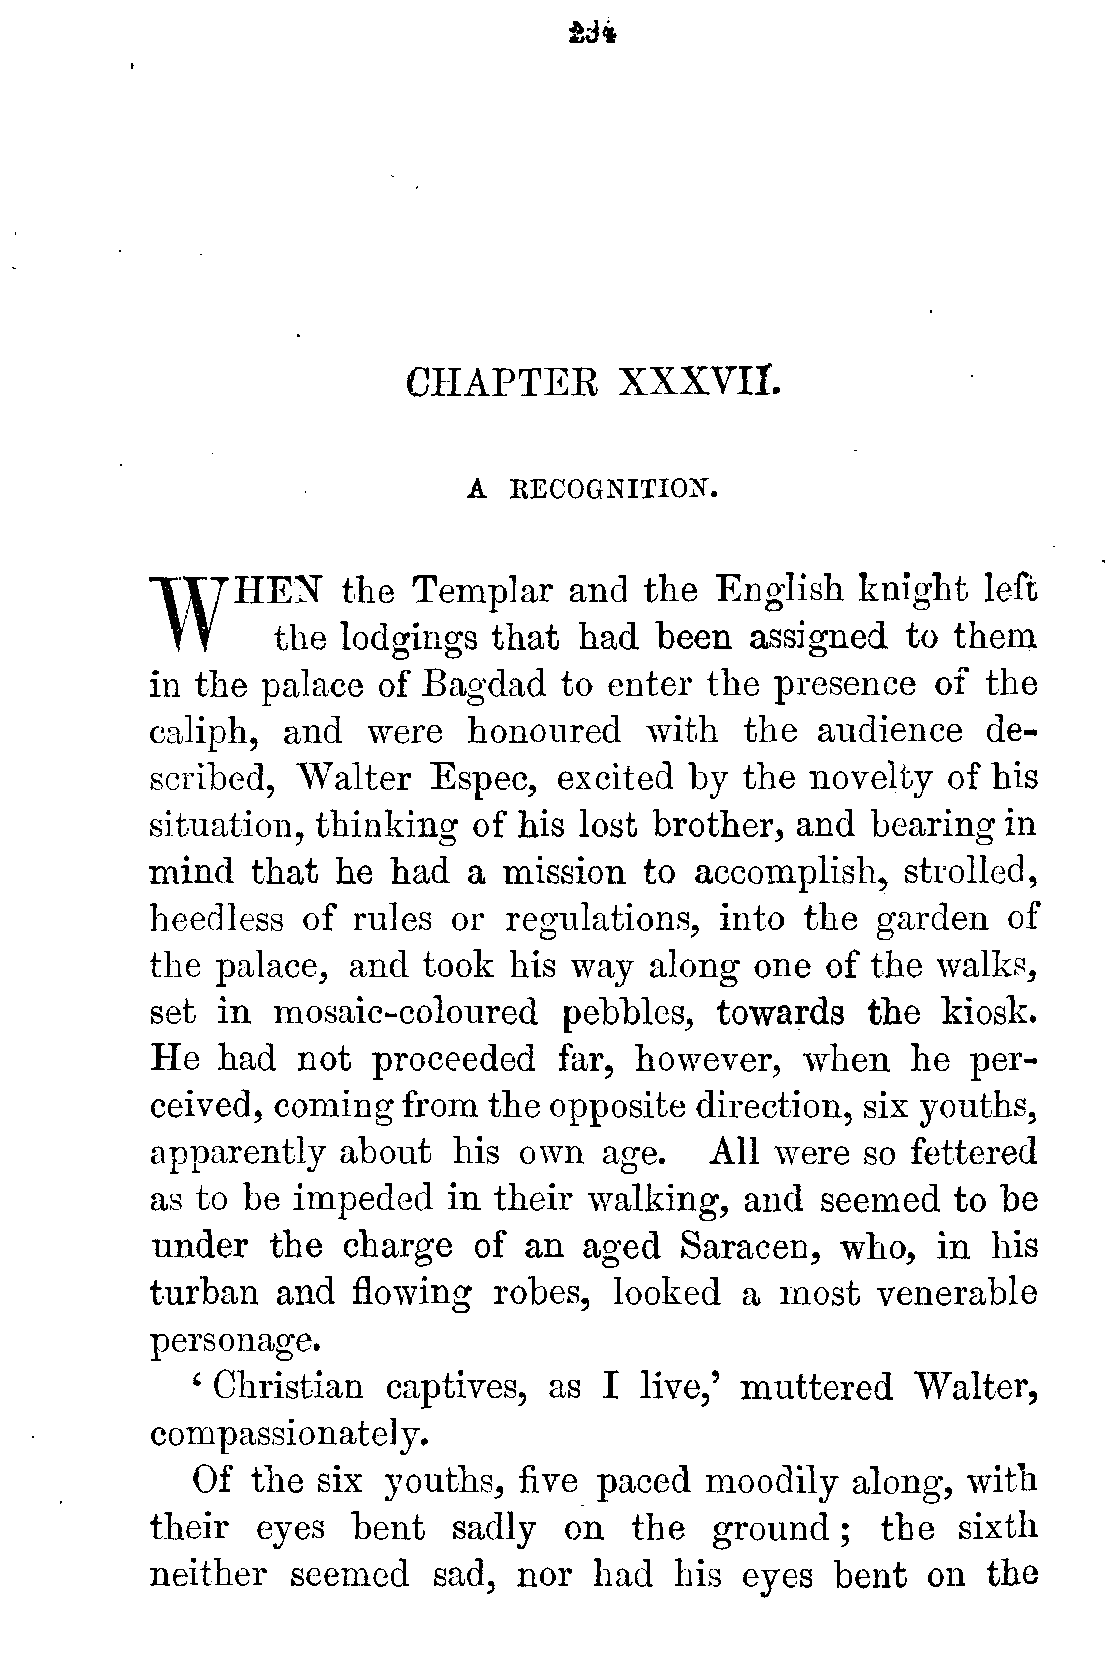 234
CHAPTER XXXVII.
A RECOGNITION.
WHEN the Templar and the English knight left
the lodgings that had been assigned to them
in the palace of Bagdad to enter the presence of the
caliph, and were honoured with the audience de-
scribed, Walter Espec, excited by the novelty of his
situation, thinking of his lost brother, and bearing in
mind that he had a mission to accomplish, strolled,
heedless of rules or regulations, into the garden of
the palace, and took his way along one of the walks,
set in mosaic-coloured pebbles, towards the kiosk.
He had not proceeded far, however, when he per-
ceived, coming from the opposite direction, six youths,
apparently about his own age. All were so fettered
as to be impeded in their walking, and seemed to be
under the charge of an aged Saracen, who, in his
turban and flowing robes, looked a most venerable
personage.
‘Christian captives, as I live,’ muttered Walter,
compassionately.
Of the six youths, five paced moodily along, with
their eyes bent sadly on the ground; the sixth
neither seemed sad, nor had his eyes bent on the